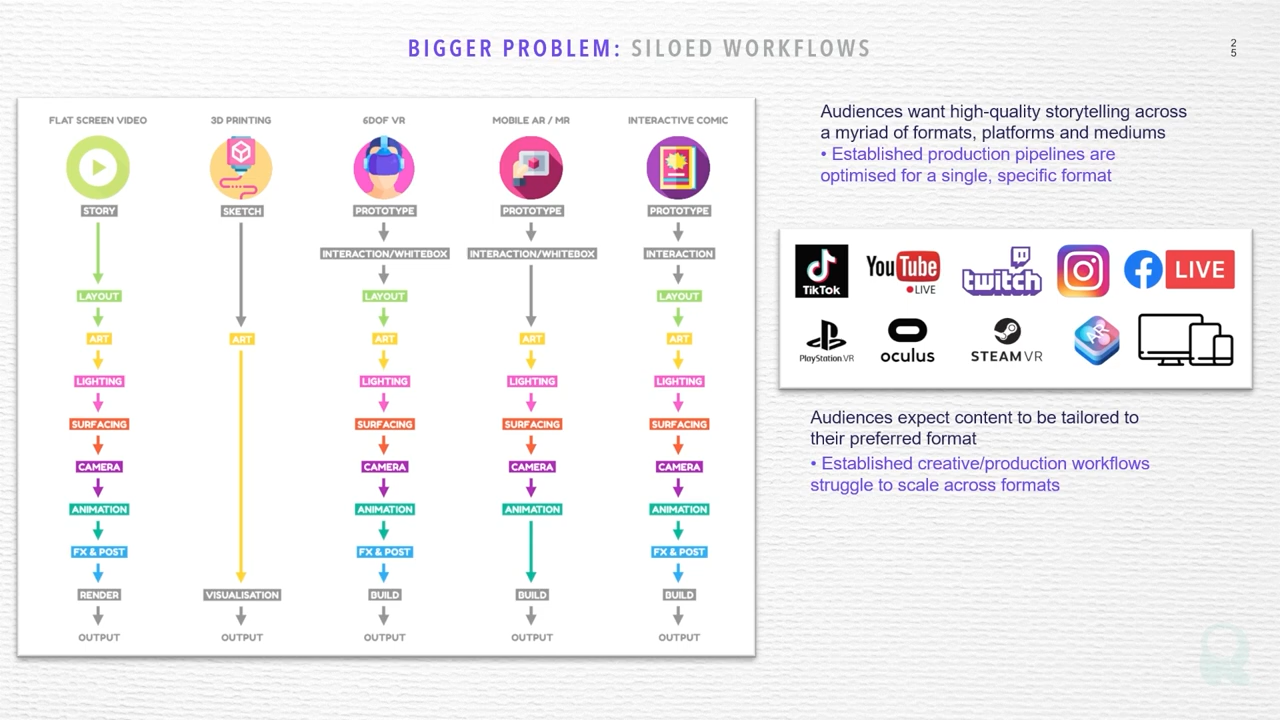 BIGGER PROBLEM: SILOED WORKFLOWS
2
5
FLAT SCREEN VIDEO
STORY
LAYOUT
ART
LIGHTING
SURFACING
CAMERA
ANIMATION
FX & POST
RENDER
OUTPUT
3D PRINTING
SKETCH
ART
VISUALISATION
OUTPUT
6DOF VR
PROTOTYPE
INTERACTION/WHITEBOX
LAYOUT
ART
LIGHTING
SURFACING
CAMERA
ANIMATION
FX & POST
BUILD
OUTPUT
MOBILE AR / MR
PROTOTYPE
INTERACTION/WHITEBOX
ART
LIGHTING
SURFACING
CAMERA
ANIMATION
BUILD
OUTPUT
INTERACTIVE COMIC
PROTOTYPE
INTERACTION
LAYOUT
ART
LIGHTING
SURFACING
CAMERA
ANIMATION
FX & POST
BUILD
OUTPUT
Audiences want high-quality storytelling across
a myriad of formats, platforms and mediums
• Established production pipelines are
optimised for a single, specific format
TikTok
YouTube
LIVE
twitch
LIVE
PlayStation VR
oculus
STEAM VR
AR
Audiences expect content to be tailored to
their preferred format
• Established creative/production workflows
struggle to scale across formats